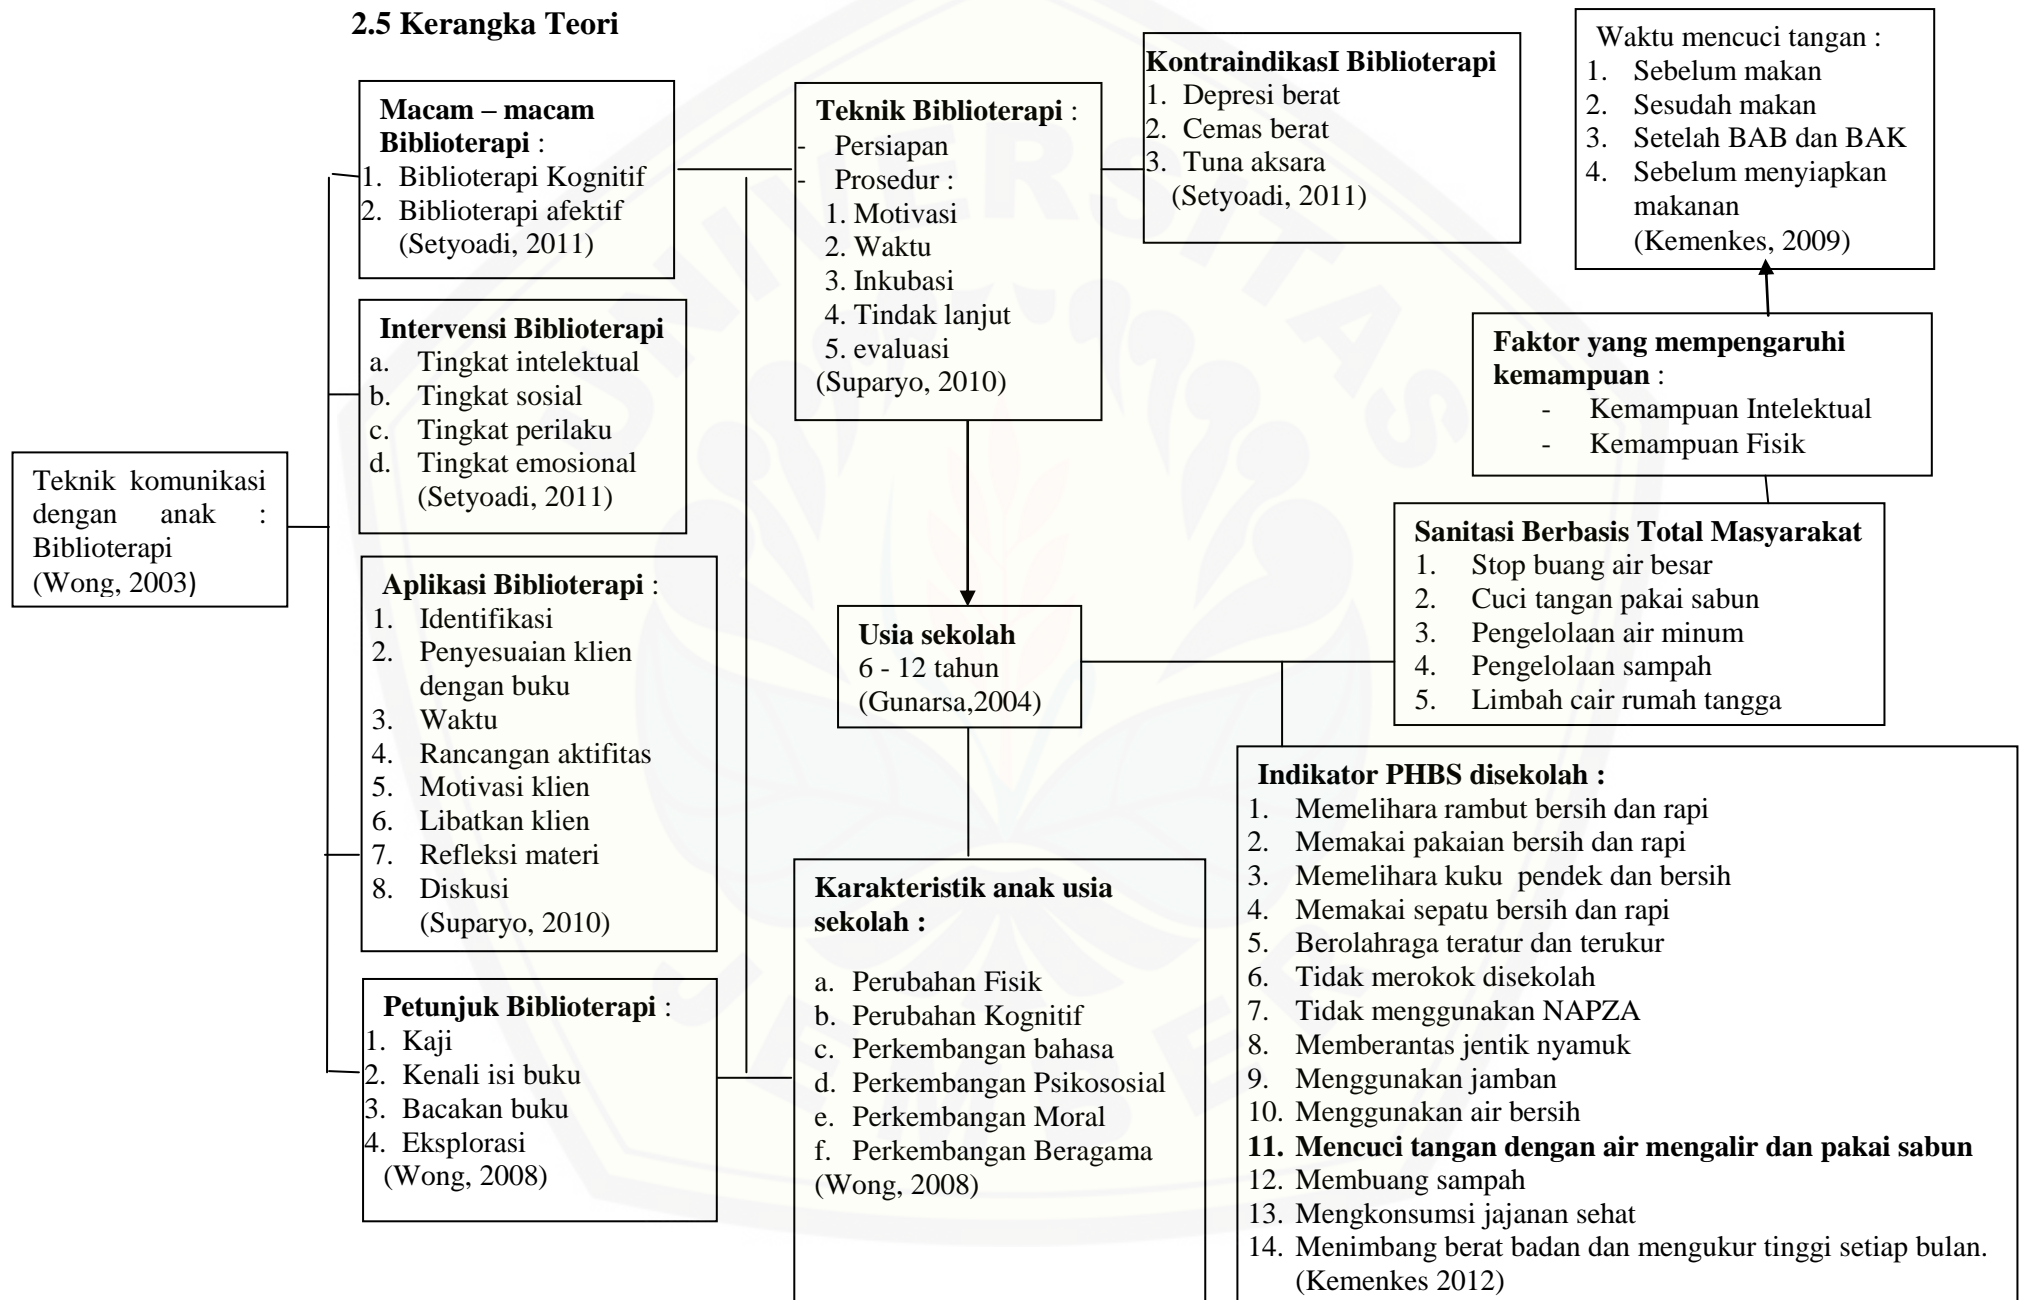 2.5 Kerangka Teori
Teknik komunikasi
dengan anak :
Biblioterapi
(Wong, 2003)
Macam – macam
Biblioterapi :
1. Biblioterapi Kognitif
2. Biblioterapi afektif
(Setyoadi, 2011)
Intervensi Biblioterapi
a. Tingkat intelektual
b. Tingkat sosial
c. Tingkat perilaku
d. Tingkat emosional
(Setyoadi, 2011)
Aplikasi Biblioterapi :
1. Identifikasi
2. Penyesuaian klien
dengan buku
3. Waktu
4. Rancangan aktifitas
5. Motivasi klien
6. Libatkan klien
7. Refleksi materi
8. Diskusi
(Suparyo, 2010)
Petunjuk Biblioterapi :
1. Kaji
2. Kenali isi buku
3. Bacakan buku
4. Eksplorasi
(Wong, 2008)
Teknik Biblioterapi :
- Persiapan
- Prosedur :
1. Motivasi
2. Waktu
3. Inkubasi
4. Tindak lanjut
5. evaluasi
(Suparyo, 2010)
Usia sekolah
6 - 12 tahun
(Gunarsa,2004)
Karakteristik anak usia
sekolah :
a. Perubahan Fisik
b. Perubahan Kognitif
c. Perkembangan bahasa
d. Perkembangan Psikososial
e. Perkembangan Moral
f. Perkembangan Beragama
(Wong, 2008)
KontraindikasI Biblioterapi
1. Depresi berat
2. Cemas berat
3. Tuna aksara
(Setyoadi, 2011)
Waktu mencuci tangan :
1. Sebelum makan
2. Sesudah makan
3. Setelah BAB dan BAK
4. Sebelum menyiapkan
makanan
(Kemenkes, 2009)
Faktor yang mempengaruhi
kemampuan :
- Kemampuan Intelektual
- Kemampuan Fisik
Sanitasi Berbasis Total Masyarakat
1. Stop buang air besar
2. Cuci tangan pakai sabun
3. Pengelolaan air minum
4. Pengelolaan sampah
5. Limbah cair rumah tangga
Indikator PHBS disekolah :
1. Memelihara rambut bersih dan rapi
2. Memakai pakaian bersih dan rapi
3. Memelihara kuku pendek dan bersih
4. Memakai sepatu bersih dan rapi
5. Berolahraga teratur dan terukur
6. Tidak merokok disekolah
7. Tidak menggunakan NAPZA
8. Memberantas jentik nyamuk
9. Menggunakan jamban
10. Menggunakan air bersih
11. Mencuci tangan dengan air mengalir dan pakai sabun
12. Membuang sampah
13. Mengkonsumsi jajanan sehat
14. Menimbang berat badan dan mengukur tinggi setiap bulan.
(Kemenkes 2012)
UNIVERSITAS
JEMBER